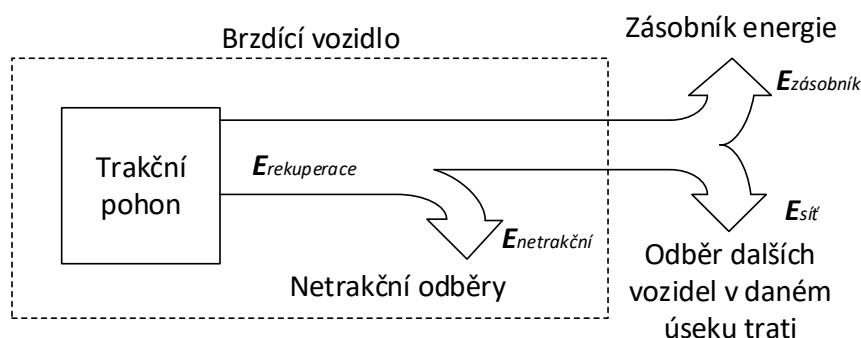 Brzdící vozidlo
Zásobník energie
Ezásobník
Trakční
pohon
Erekuperace
Enetrakční
Esíť
Netrakční odběry
Odběr dalších
vozidel v daném
úseku trati